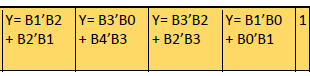 Y= B1'B2 Y= B3'B0 Y= B3'B2 Y= B1'B0 1
+ B2'B1 + B4'B3 + B2'B3 + B0'B1